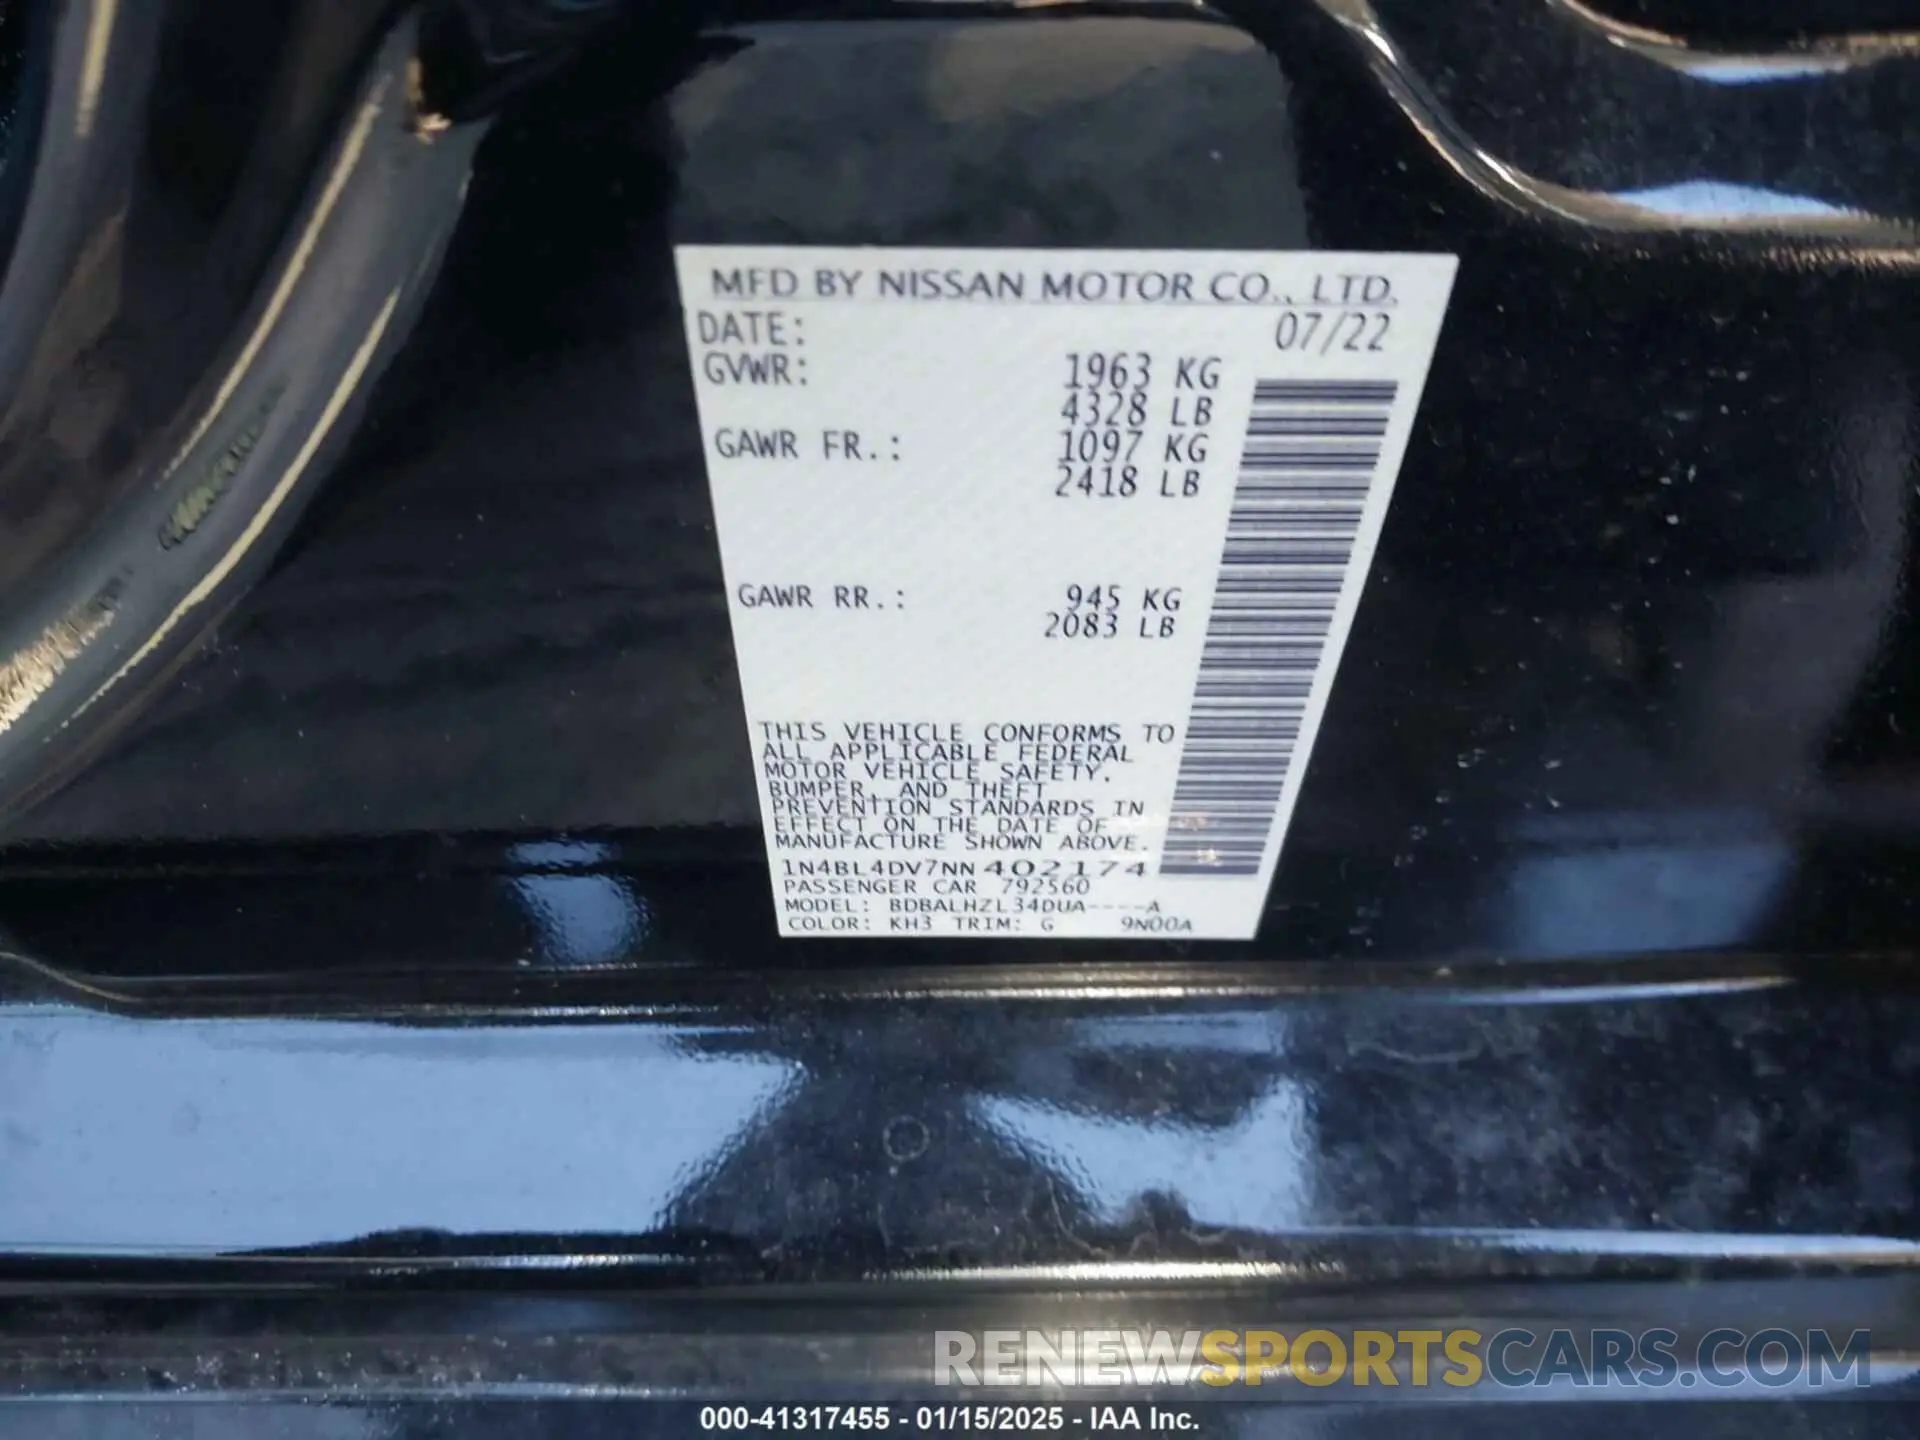 MFD BY NISSAN MOTOR CO., LTD.
DATE: 07/22
GVWR: 1963 KG
4328 LB
GAWR FR.: 1097 KG
2418 LB
GAWR RR.: 945 KG
2083 LB
THIS VEHICLE CONFORMS TO
ALL APPLICABLE FEDERAL
MOTOR VEHICLE SAFETY,
BUMPER, AND THEFT
PREVENTION STANDARDS IN
EFFECT ON THE DATE OF
MANUFACTURE SHOWN ABOVE.
1N4BL4DV7NN402174
PASSENGER CAR 792560
MODEL: BDBALHZL34DUA----A
COLOR: KH3 TRIM: G 9N00A
RENEWSPORTSCARS.COM
000-41317455 - 01/15/2025 - IAA Inc.